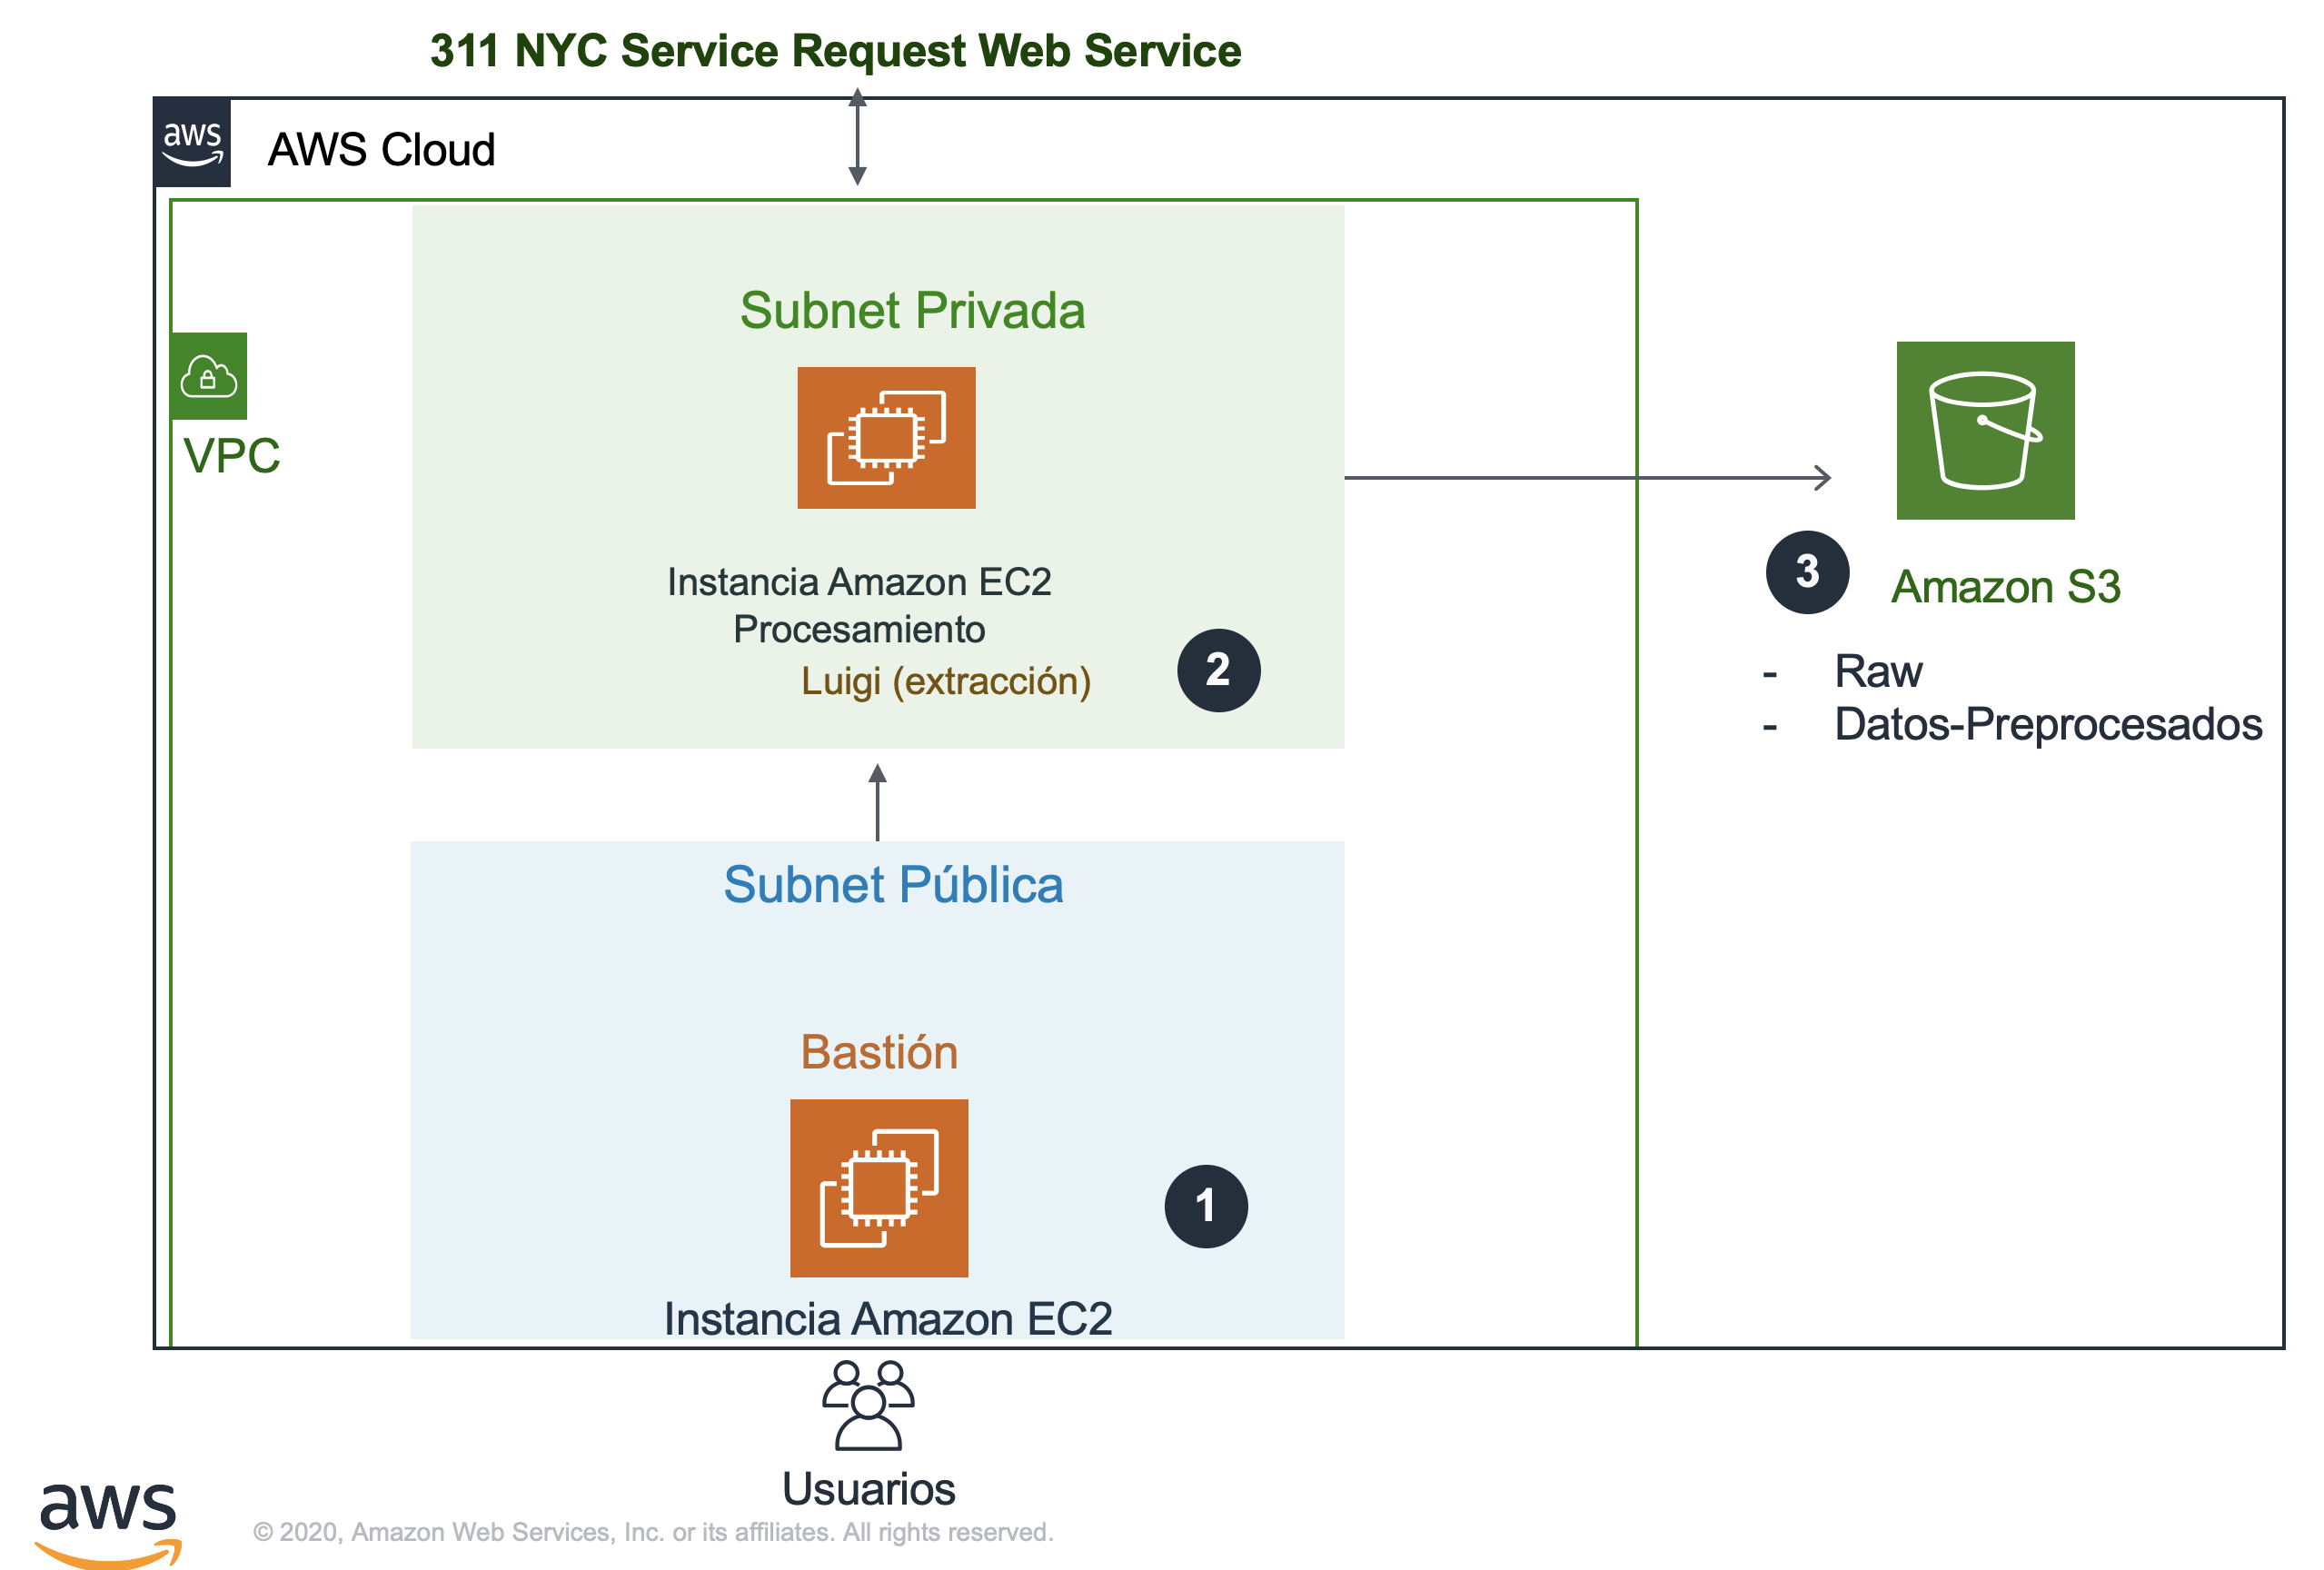 311 NYC Service Request Web Service
aws
AWS Cloud
Subnet Privada
VPC
Instancia Amazon EC2
Procesamiento
Luigi (extracción)
2
3
Amazon S3
- Raw
- Datos-Preprocesados
Subnet Pública
Bastión
1
Instancia Amazon EC2
Usuarios
aws
© 2020, Amazon Web Services, Inc. or its affiliates. All rights reserved.